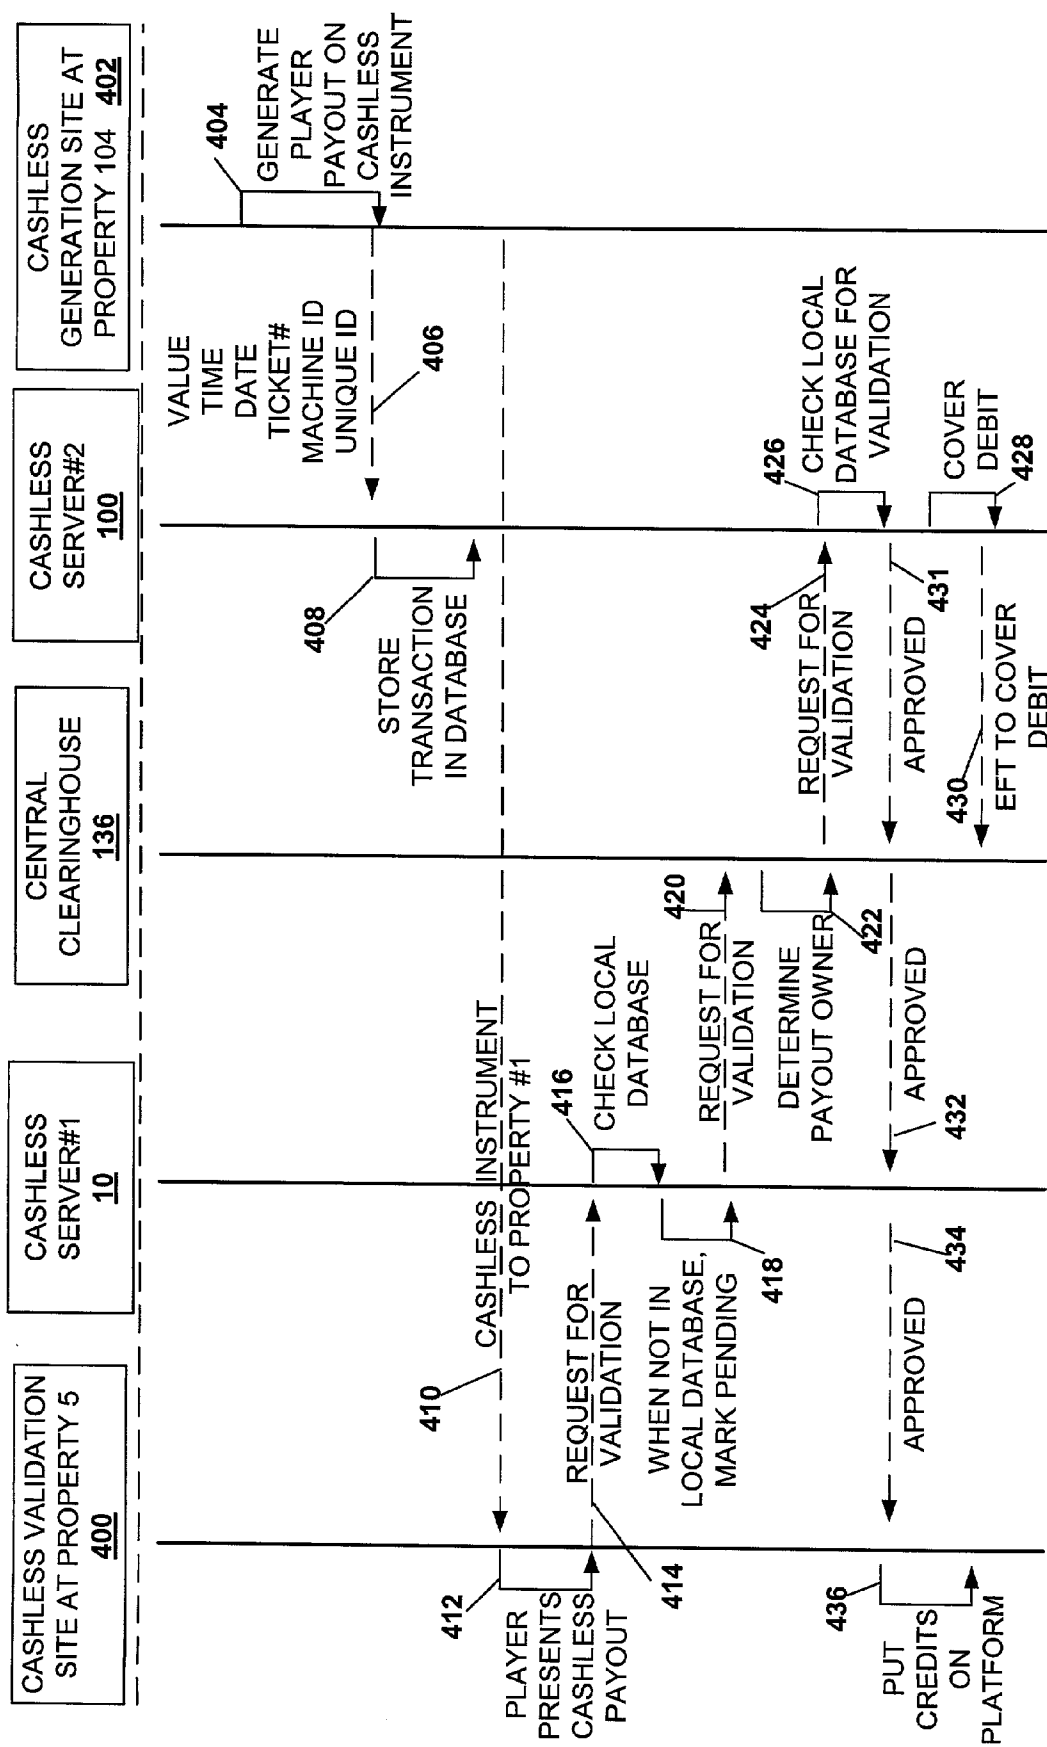 CASHLESS VALIDATION
SITE AT PROPERTY 5
400
CASHLESS
SERVER#1
10
CENTRAL
CLEARINGHOUSE
136
CASHLESS
SERVER#2
100
CASHLESS
GENERATION SITE AT
PROPERTY 104 402
404
GENERATE
PLAYER
PAYOUT ON
CASHLESS
INSTRUMENT
VALUE
TIME
DATE
TICKET#
MACHINE ID
UNIQUE ID
406
408
STORE
TRANSACTION
IN DATABASE
410
CASHLESS INSTRUMENT
TO PROPERTY #1
412
PLAYER
PRESENTS
CASHLESS
PAYOUT
414
REQUEST FOR
VALIDATION
416
CHECK LOCAL
DATABASE
WHEN NOT IN
LOCAL DATABASE,
MARK PENDING
418
420
REQUEST FOR
VALIDATION
DETERMINE
PAYOUT OWNER
422
424
REQUEST FOR
VALIDATION
426
CHECK LOCAL
DATABASE FOR
VALIDATION
COVER
DEBIT
428
431
APPROVED
430
EFT TO COVER
DEBIT
APPROVED
432
434
APPROVED
436
PUT
CREDITS
ON
PLATFORM